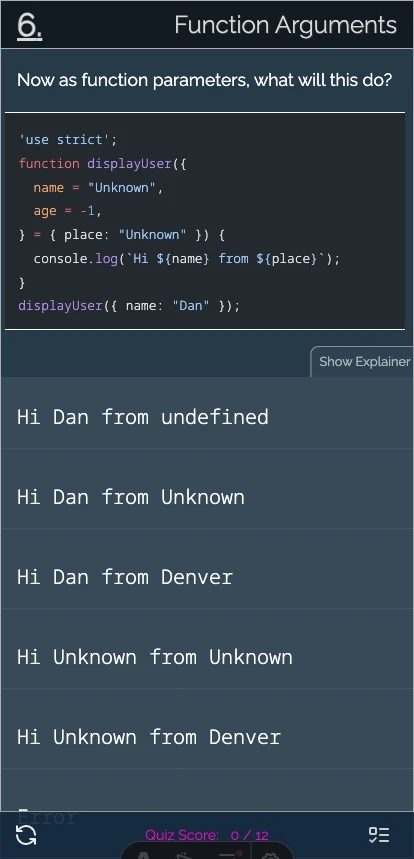 6.
Function Arguments
Now as function parameters, what will this do?
'use strict';
function displayUser({
  name = "Unknown",
  age = -1,
} = { place: "Unknown" }) {
  console.log(`Hi ${name} from ${place}`);
}
displayUser({ name: "Dan" });
Show Explainer
Hi Dan from undefined
Hi Dan from Unknown
Hi Dan from Denver
Hi Unknown from Unknown
Hi Unknown from Denver
Error
Quiz Score: 0 / 12